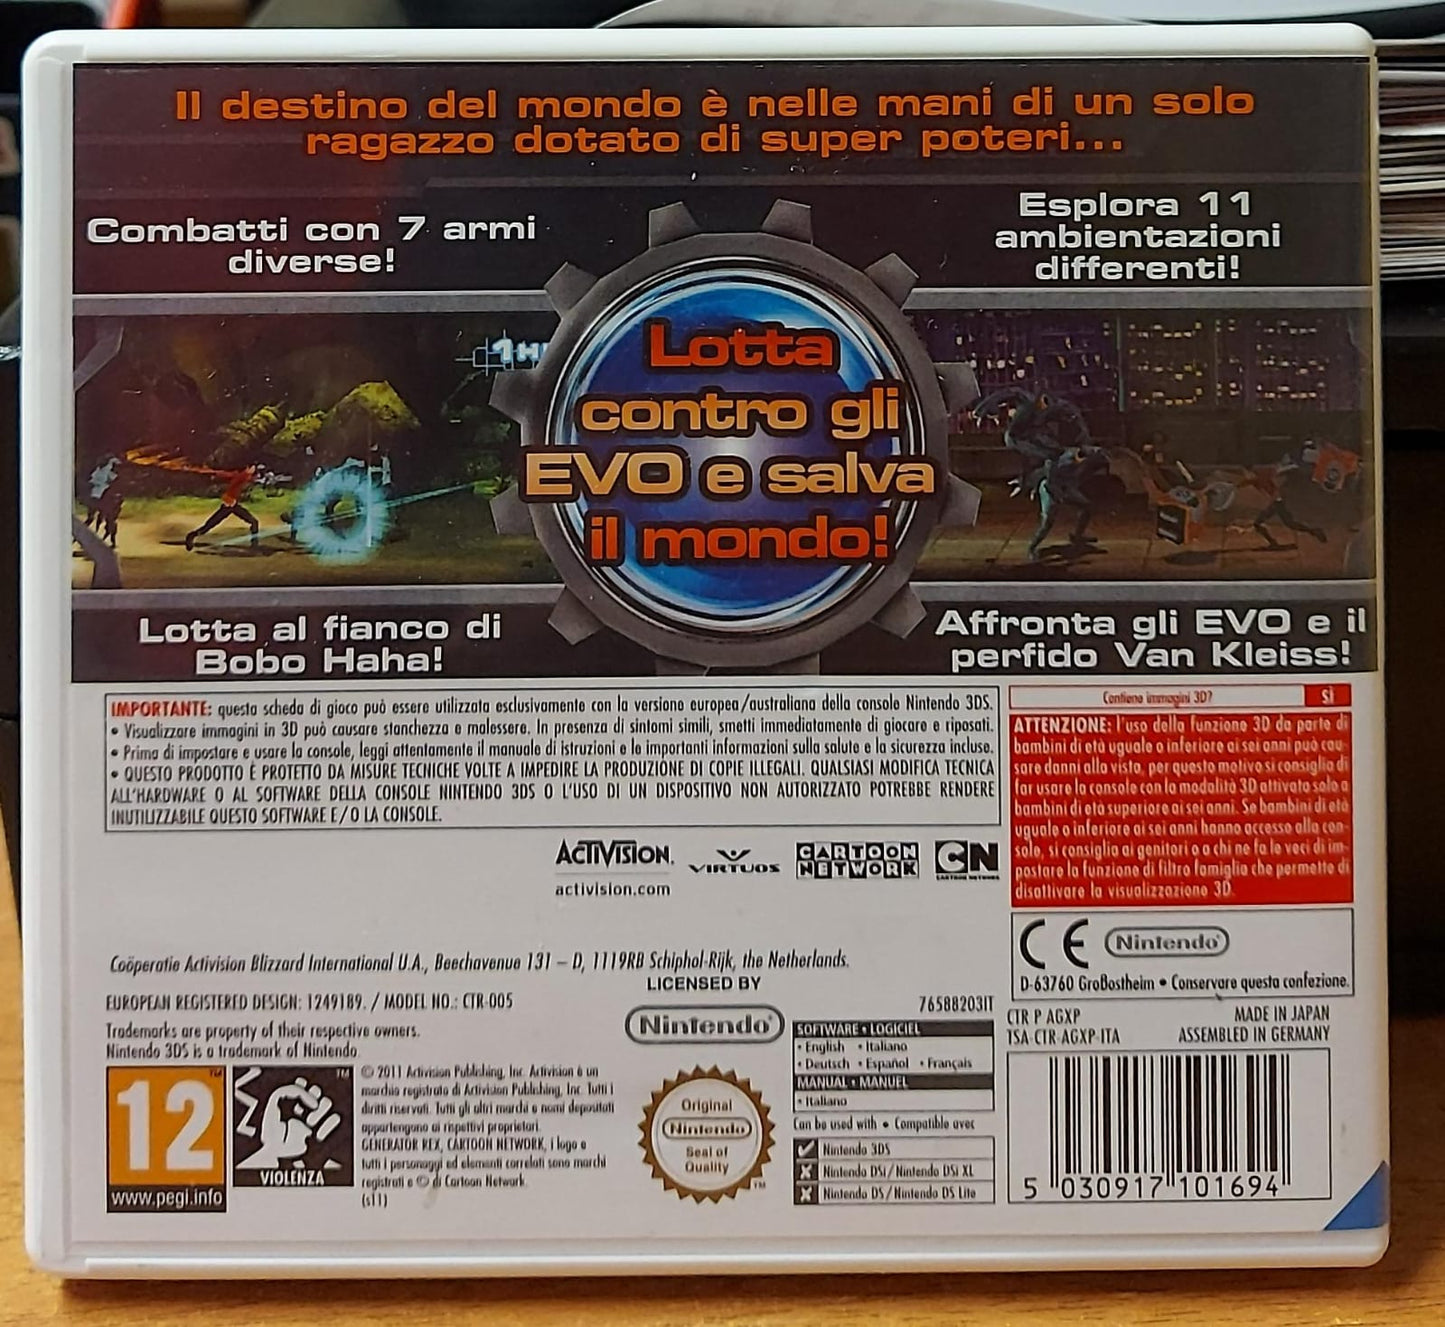 Il destino del mondo è nelle mani di un solo
ragazzo dotato di super poteri...
Combatti con 7 armi
diverse!
Esplora 11
ambientazioni
differenti!
Lotta
contro gli
EVO e salva
il mondo!
Lotta al fianco di
Bobo Haha!
Affronta gli EVO e il
perfido Van Kleiss!
IMPORTANTE: questa scheda di gioco può essere utilizzata esclusivamente con la versione europea/australiana della console Nintendo 3DS.
• Visualizzare immagini in 3D può causare stanchezza o malessere. In presenza di sintomi simili, smetti immediatamente di giocare e riposati.
• Prima di impostare e usare la console, leggi attentamente il manuale di istruzioni e le importanti informazioni sulla salute e la sicurezza incluse.
• QUESTO PRODOTTO È PROTETTO DA MISURE TECNICHE VOLTE A IMPEDIRE LA PRODUZIONE DI COPIE ILLEGALI. QUALSIASI MODIFICA TECNICA
ALL'HARDWARE O AL SOFTWARE DELLA CONSOLE NINTENDO 3DS O L'USO DI UN DISPOSITIVO NON AUTORIZZATO POTREBBE RENDERE
INUTILIZZABILE QUESTO SOFTWARE E/O LA CONSOLE.
Contiene immagini 3D? SÌ
ATTENZIONE: l'uso della funzione 3D da parte di
bambini di età uguale o inferiore ai sei anni può cau-
sare danni alla vista, per questo motivo si consiglia di
far usare la console con la modalità 3D attivata solo a
bambini di età superiore ai sei anni. Se bambini di età
uguale o inferiore ai sei anni hanno accesso alla con-
sole, si consiglia ai genitori o a chi ne fa le veci di im-
postare la funzione di filtro famiglia che permette di
disattivare la visualizzazione 3D.
ACTIVISION.
activision.com
VIRTUOS
CARTOON
NETWORK
CN
CARTOON NETWORK
CE Nintendo
D-63760 Großostheim • Conservare questa confezione.
Coöperatie Activision Blizzard International U.A., Beechavenue 131 – D, 1119RB Schiphol-Rijk, the Netherlands.
EUROPEAN REGISTERED DESIGN: 1249189. / MODEL NO.: CTR-005
Trademarks are property of their respective owners.
Nintendo 3DS is a trademark of Nintendo.
LICENSED BY
Nintendo
76588203IT
SOFTWARE • LOGICIEL
• English • Italiano
• Deutsch • Español • Français
MANUAL • MANUEL
• Italiano
Can be used with • Compatible avec
Nintendo 3DS
Nintendo DSi/Nintendo DSi XL
Nintendo DS/Nintendo DS Lite
CTR P AGXP
TSA-CTR-AGXP-ITA
MADE IN JAPAN
ASSEMBLED IN GERMANY
5 030917 101694
12
www.pegi.info
VIOLENZA
TM
© 2011 Activision Publishing, Inc. Activision è un
marchio registrato di Activision Publishing, Inc. Tutti i
diritti riservati. Tutti gli altri marchi e nomi depositati
appartengono ai rispettivi proprietari.
GENERATOR REX, CARTOON NETWORK, i logo e
tutti i personaggi ed elementi correlati sono marchi
registrati e © di Cartoon Network.
(s11)
Original
Nintendo
Seal of
Quality
TM